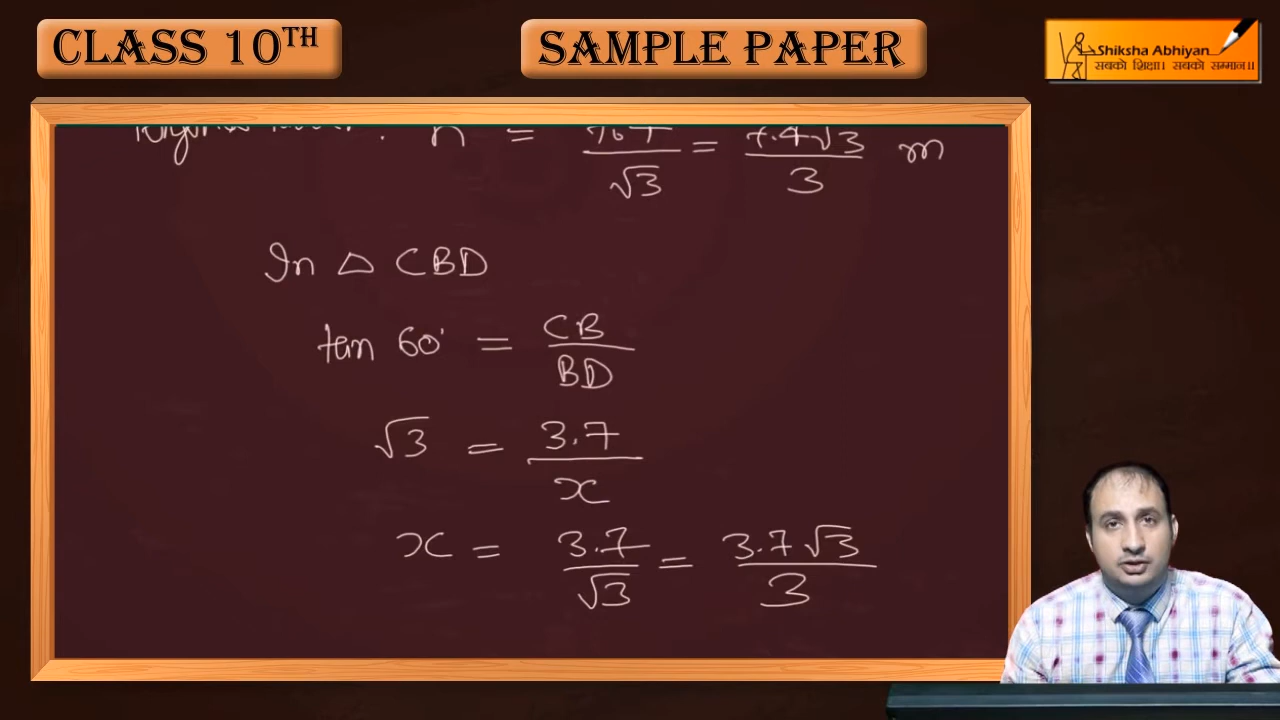 CLASS 10TH
SAMPLE PAPER
Shiksha Abhiyan
सबको शिक्षा। सबको सम्मान।।
: h = 7.4/√3 = 7.4√3/3 m
In △ CBD
tan 60° = CB/BD
√3 = 3.7/x
x = 3.7/√3 = 3.7√3/3